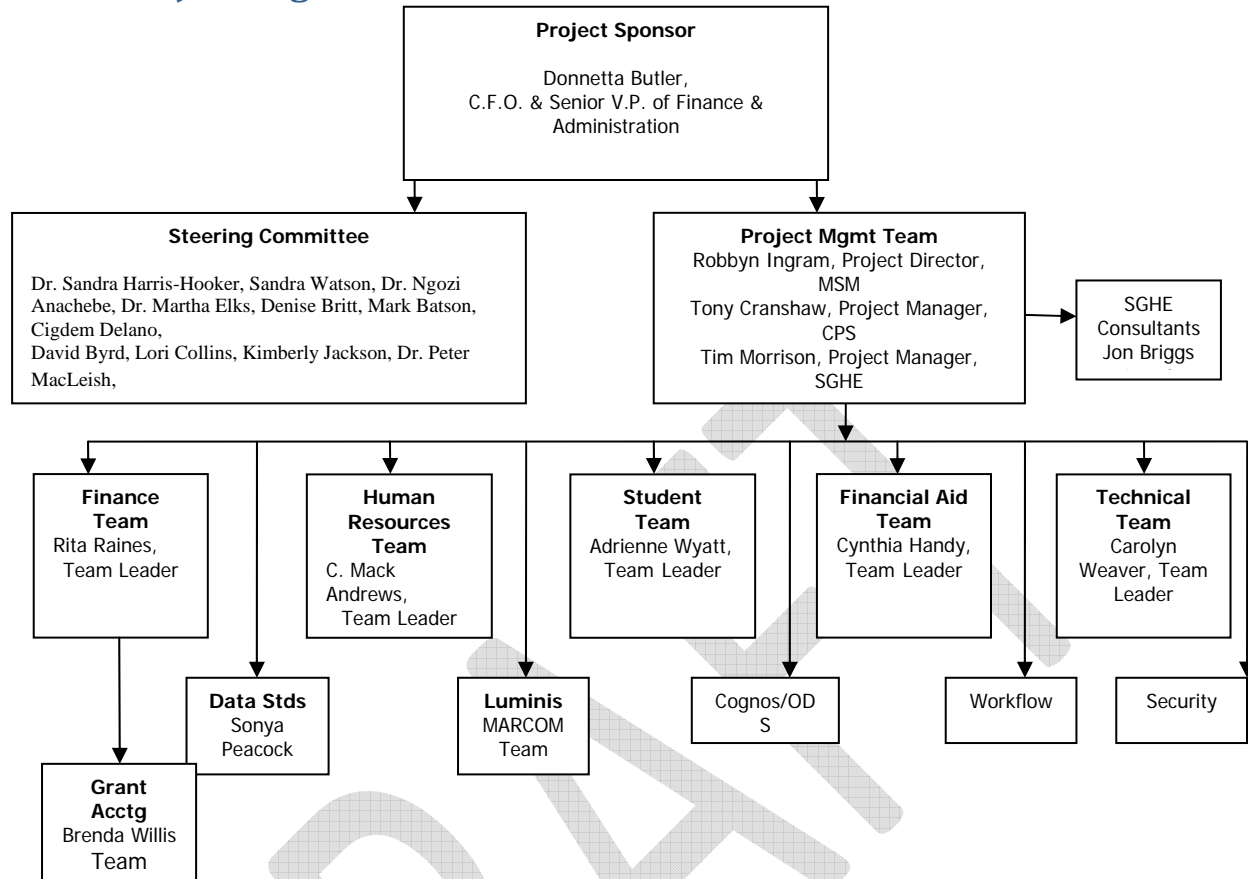 Project Sponsor
Donnetta Butler,
C.F.O. & Senior V.P. of Finance &
Administration
Steering Committee
Dr. Sandra Harris-Hooker, Sandra Watson, Dr. Ngozi
Anachebe, Dr. Martha Elks, Denise Britt, Mark Batson,
Cigdem Delano,
David Byrd, Lori Collins, Kimberly Jackson, Dr. Peter
MacLeish,
Project Mgmt Team
Robbyn Ingram, Project Director,
MSM
Tony Cranshaw, Project Manager,
CPS
Tim Morrison, Project Manager,
SGHE
SGHE
Consultants
Jon Briggs
Finance
Team
Rita Raines,
Team Leader
Human
Resources
Team
C. Mack
Andrews,
Team Leader
Student
Team
Adrienne Wyatt,
Team Leader
Financial Aid
Team
Cynthia Handy,
Team Leader
Technical
Team
Carolyn
Weaver, Team
Leader
Data Stds
Sonya
Peacock
Luminis
MARCOM
Team
Cognos/OD
S
Workflow
Security
Grant
Acctg
Brenda Willis
Team